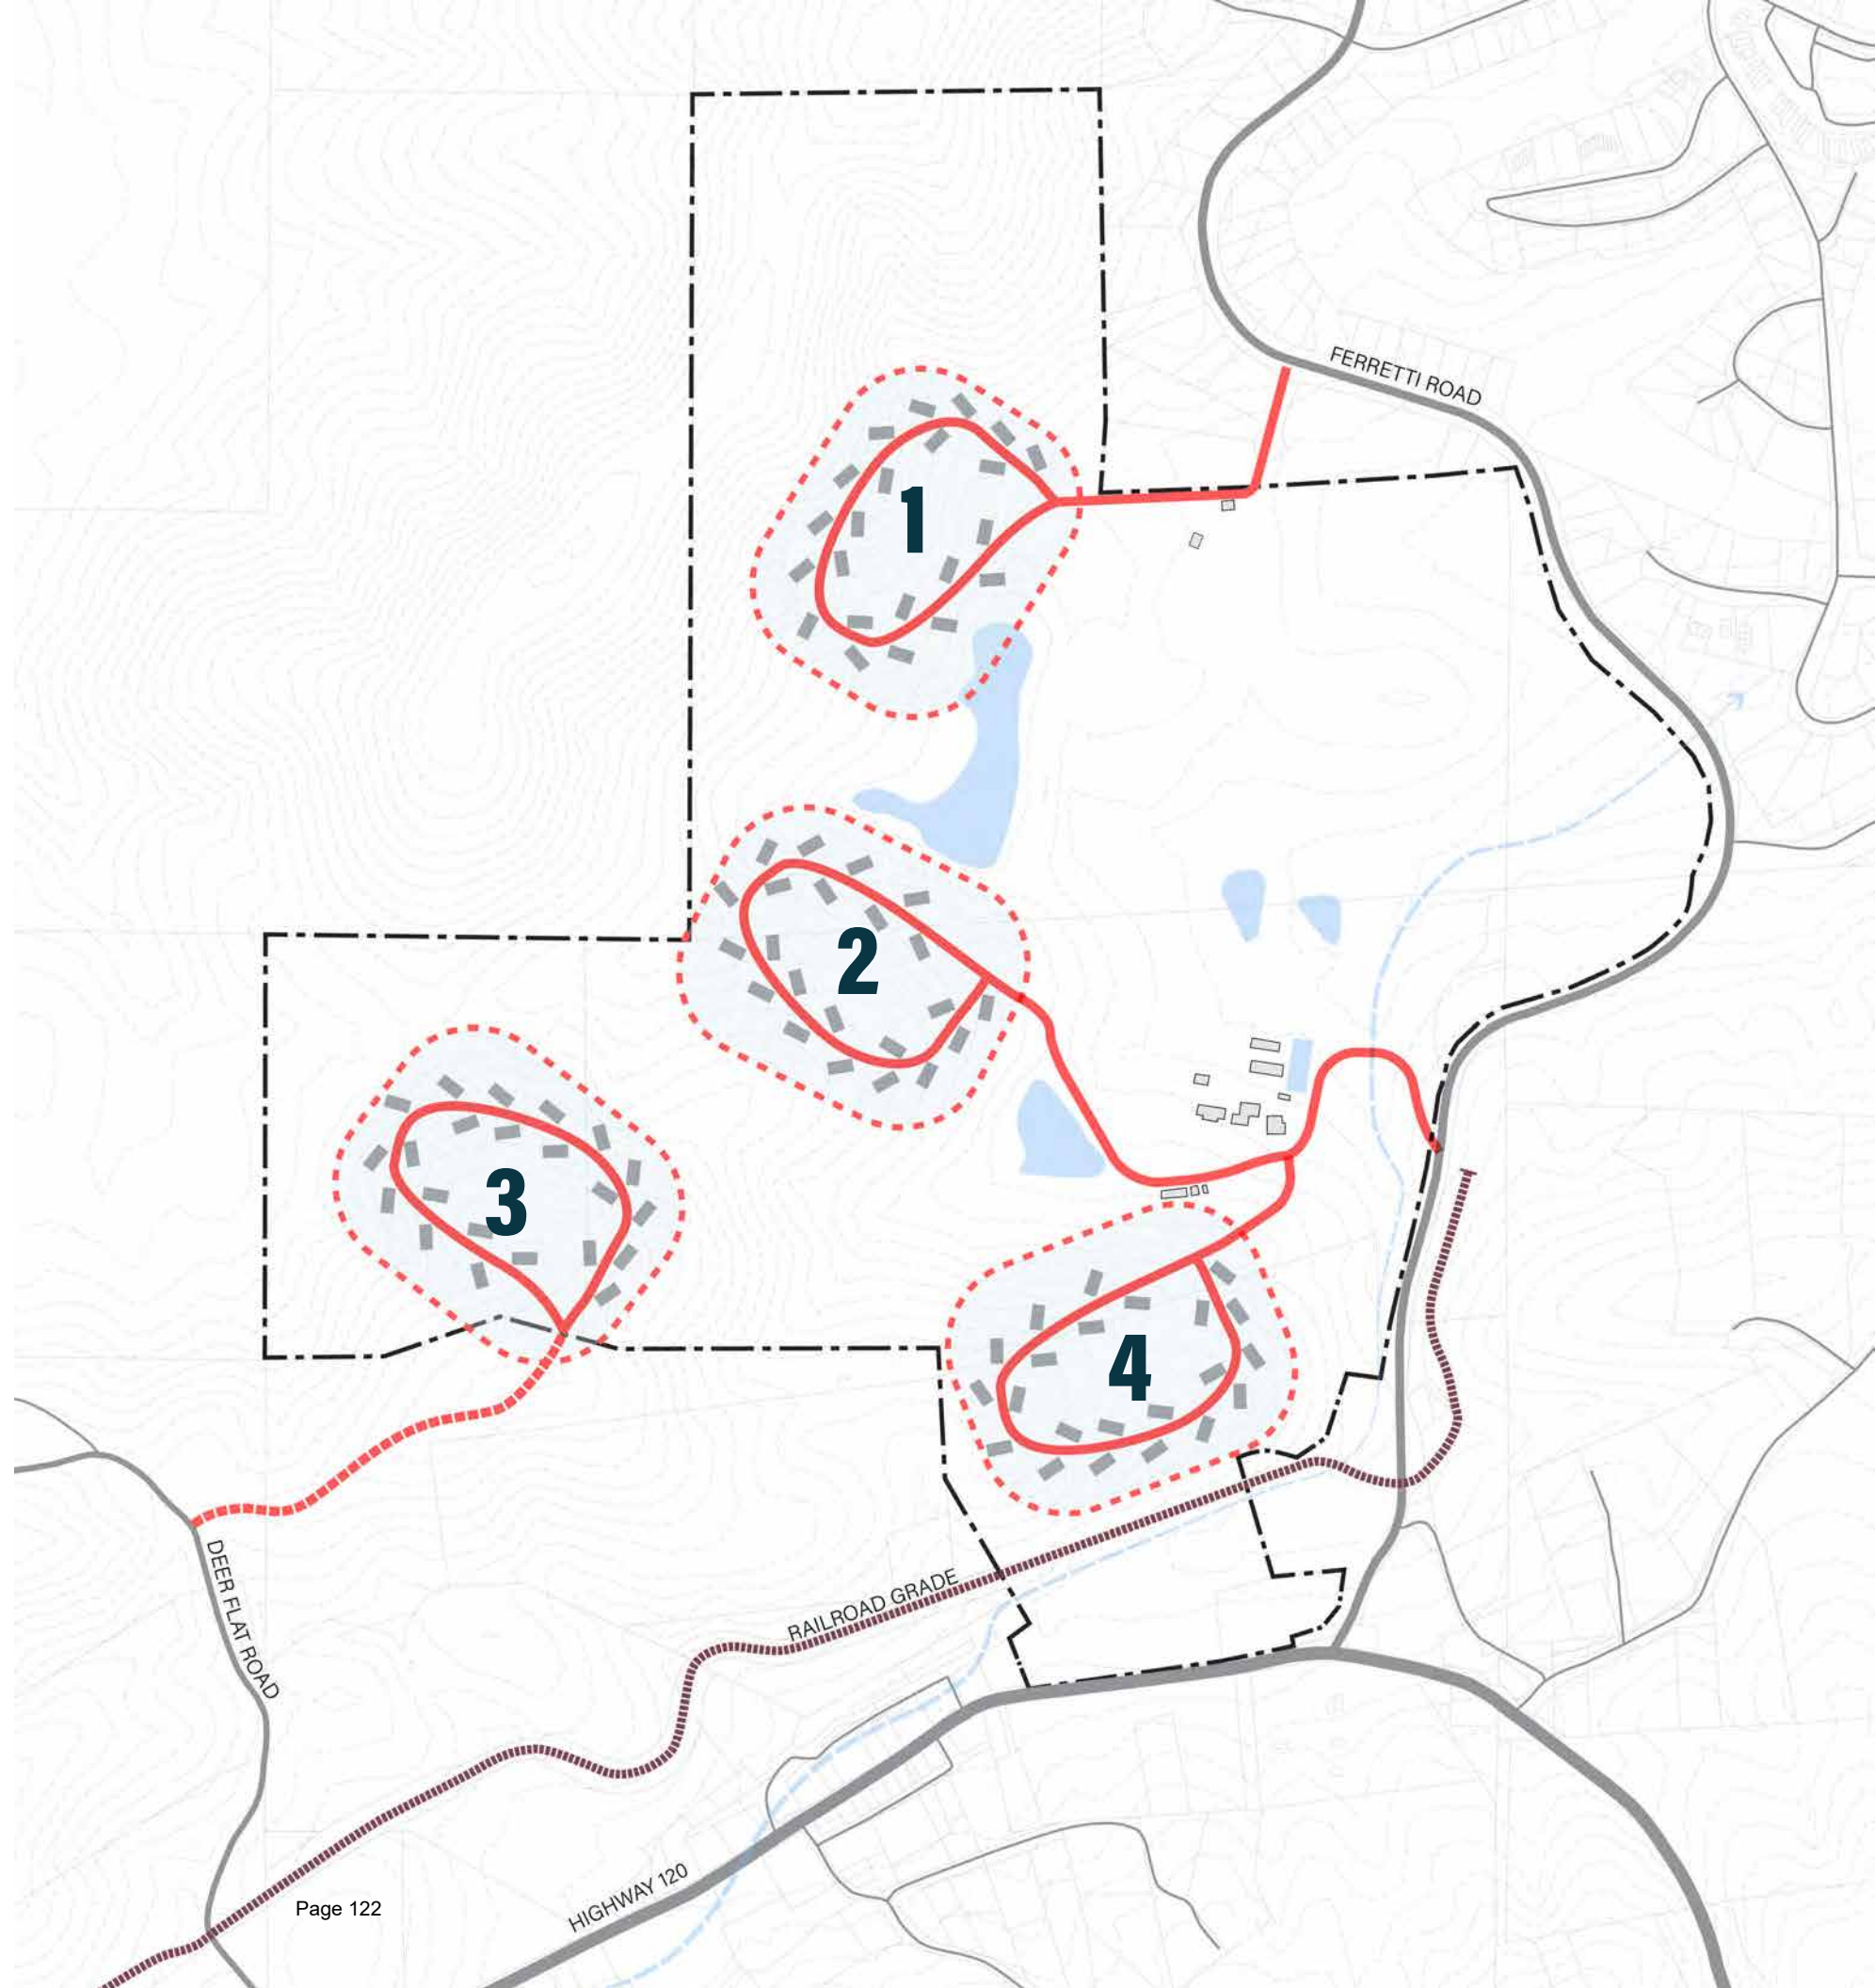 FERRETTI ROAD
1
2
3
4
RAILROAD GRADE
DEER FLAT ROAD
HIGHWAY 120
Page 122